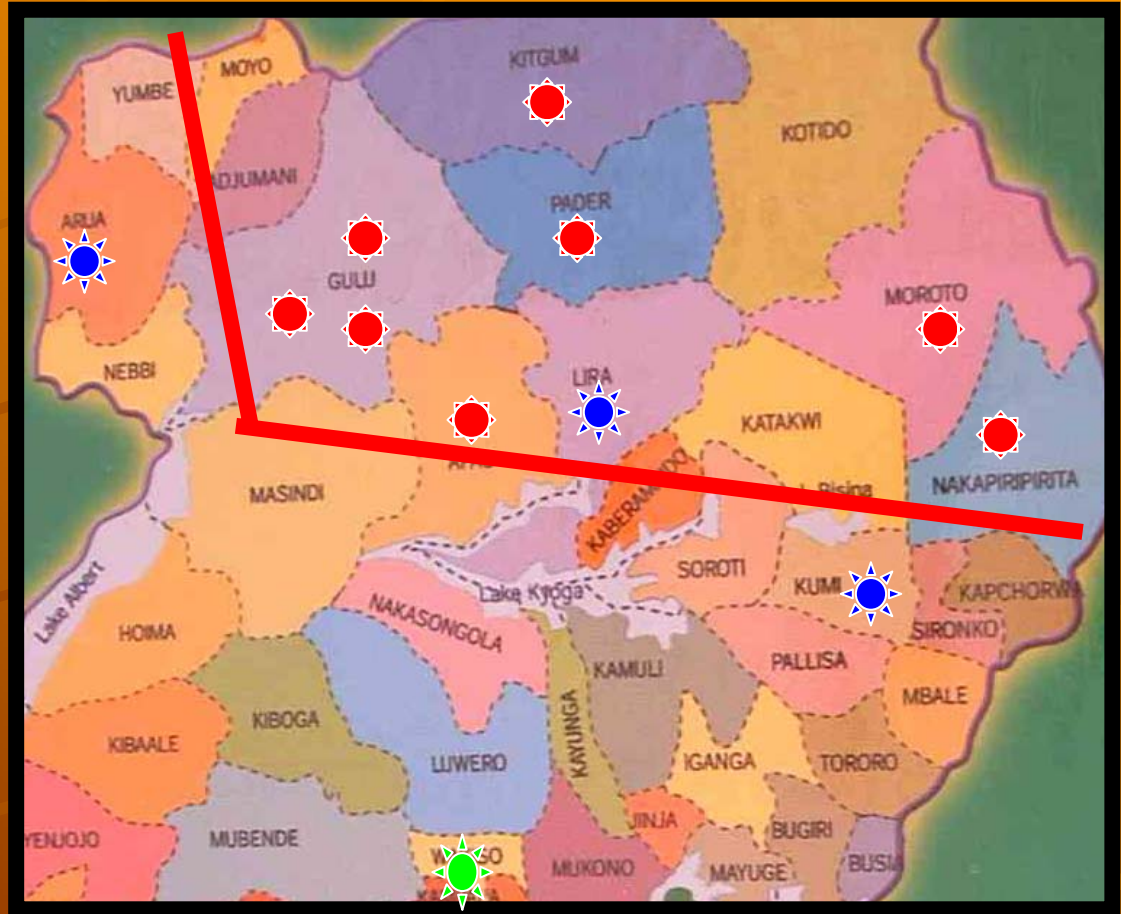 KITGUM
MOYO
YUMBE
KOTIDO
ADJUMANI
PADER
ARUA
GULU
MOROTO
NEBBI
LIRA
KATAKWI
NAKAPIRIPIRITA
MASINDI
Bisina
KABERAMAIDO
SOROTI
KUMI
KAPCHORWA
Lake Albert
Lake Kyoga
NAKASONGOLA
HOIMA
SIRONKO
KAMULI
PALLISA
MBALE
KIBOGA
KAYUNGA
KIBAALE
LUWERO
IGANGA
TORORO
YENJOJO
MUBENDE
JINJA
BUGIRI
MUKONO
MAYUGE
BUSIA